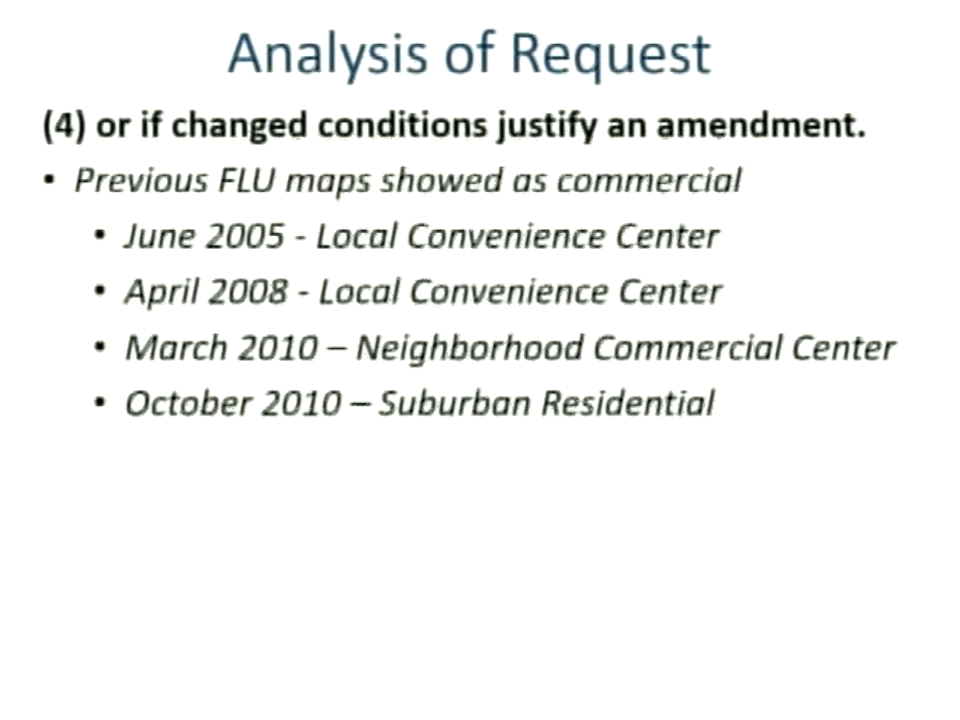 Analysis of Request
(4) or if changed conditions justify an amendment.
• Previous FLU maps showed as commercial
• June 2005 - Local Convenience Center
• April 2008 - Local Convenience Center
• March 2010 – Neighborhood Commercial Center
• October 2010 – Suburban Residential